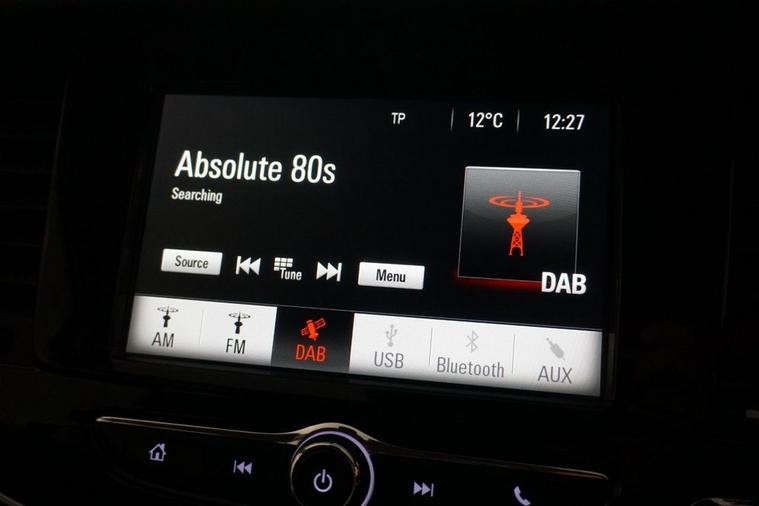 TP 12°C 12:27
Absolute 80s
Searching
Source Tune Menu
DAB
AM FM DAB USB Bluetooth AUX